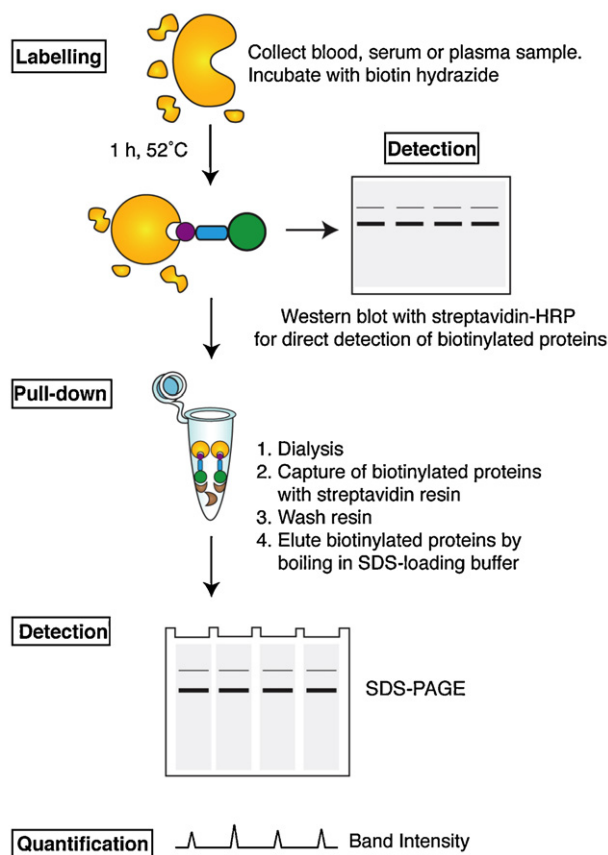 Labelling
Collect blood, serum or plasma sample.
Incubate with biotin hydrazide
1 h, 52˚C
Detection
Western blot with streptavidin-HRP
for direct detection of biotinylated proteins
Pull-down
1. Dialysis
2. Capture of biotinylated proteins
with streptavidin resin
3. Wash resin
4. Elute biotinylated proteins by
boiling in SDS-loading buffer
Detection
SDS-PAGE
Quantification
Band Intensity